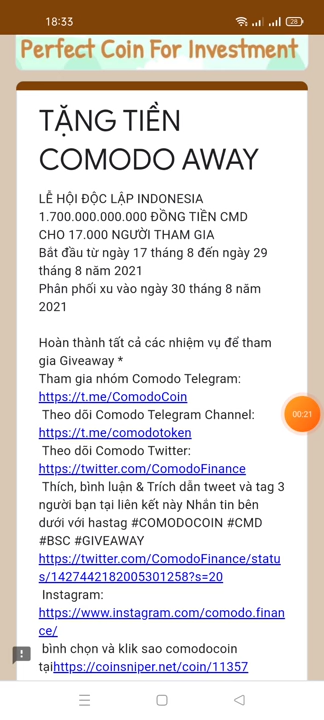 18:33
28
Perfect Coin For Investment
TẶNG TIỀN
COMODO AWAY
LỄ HỘI ĐỘC LẬP INDONESIA
1.700.000.000.000 ĐỒNG TIỀN CMD
CHO 17.000 NGƯỜI THAM GIA
Bắt đầu từ ngày 17 tháng 8 đến ngày 29
tháng 8 năm 2021
Phân phối xu vào ngày 30 tháng 8 năm
2021
Hoàn thành tất cả các nhiệm vụ để tham
gia Giveaway *
Tham gia nhóm Comodo Telegram:
https://t.me/ComodoCoin
Theo dõi Comodo Telegram Channel:
https://t.me/comodotoken
Theo dõi Comodo Twitter:
https://twitter.com/ComodoFinance
Thích, bình luận & Trích dẫn tweet và tag 3
người bạn tại liên kết này Nhắn tin bên
dưới với hastag #COMODOCOIN #CMD
#BSC #GIVEAWAY
https://twitter.com/ComodoFinance/statu
s/1427442182005301258?s=20
Instagram:
https://www.instagram.com/comodo.finan
ce/
bình chọn và klik sao comodocoin
tạihttps://coinsniper.net/coin/11357
00:21